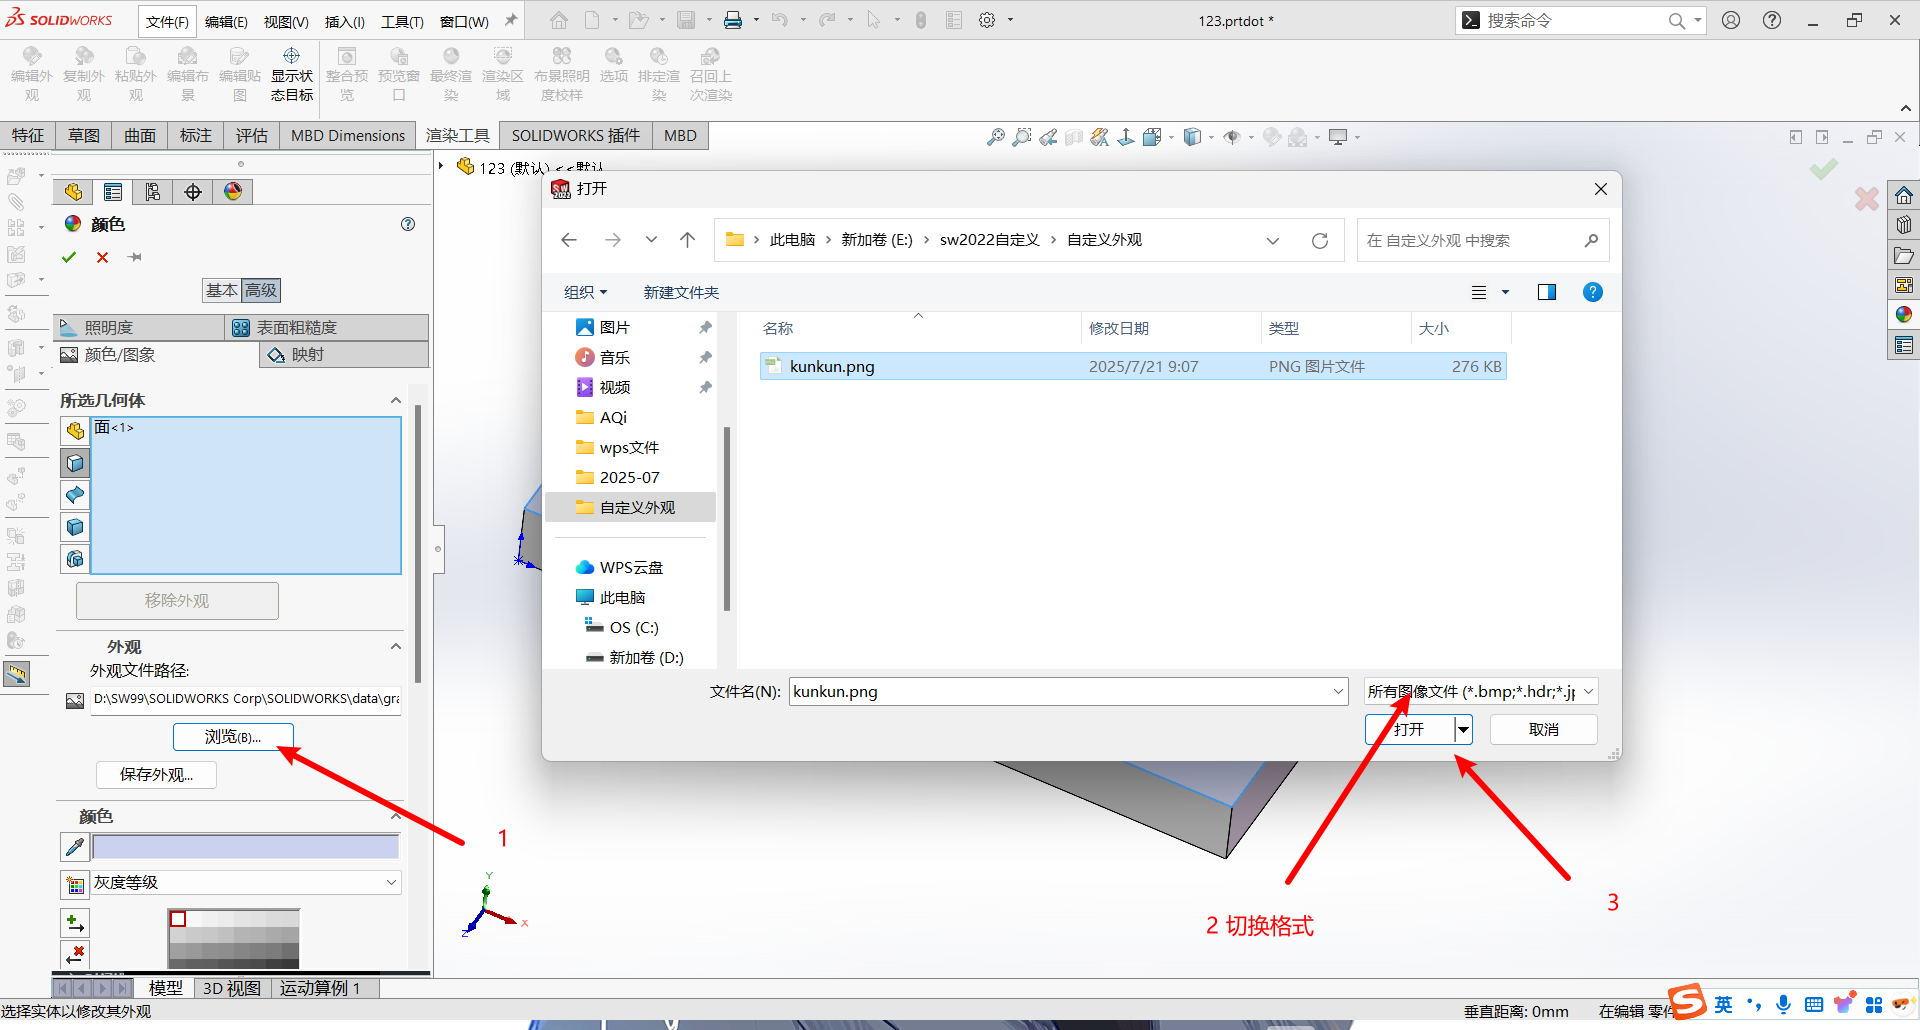 SOLIDWORKS 文件(F) 编辑(E) 视图(V) 插入(I) 工具(T) 窗口(W) 123.prtdot * 搜索命令
编辑外观 复制外观 粘贴外观 编辑布景 编辑贴图 显示状态目标 整合预览 预览窗口 最终渲染 渲染区域 布景照明度校样 选项 排定渲染 召回上次渲染
特征 草图 曲面 标注 评估 MBD Dimensions 渲染工具 SOLIDWORKS 插件 MBD
123 (默认) <<默认
颜色
基本 高级
照明度 表面粗糙度
颜色/图象 映射
所选几何体
面<1>
移除外观
外观
外观文件路径:
D:\SW99\SOLIDWORKS Corp\SOLIDWORKS\data\gra
浏览(B)...
保存外观...
颜色
灰度等级
打开
此电脑 › 新加卷 (E:) › sw2022自定义 › 自定义外观
在 自定义外观 中搜索
组织 新建文件夹
图片
音乐
视频
AQi
wps文件
2025-07
自定义外观
WPS云盘
此电脑
OS (C:)
新加卷 (D:)
名称 修改日期 类型 大小
kunkun.png 2025/7/21 9:07 PNG 图片文件 276 KB
文件名(N): kunkun.png 所有图像文件 (*.bmp;*.hdr;*.jp
打开 取消
1
2 切换格式
3
Y
X
Z
模型 3D 视图 运动算例 1
选择实体以修改其外观 垂直距离: 0mm 在编辑 零件
英